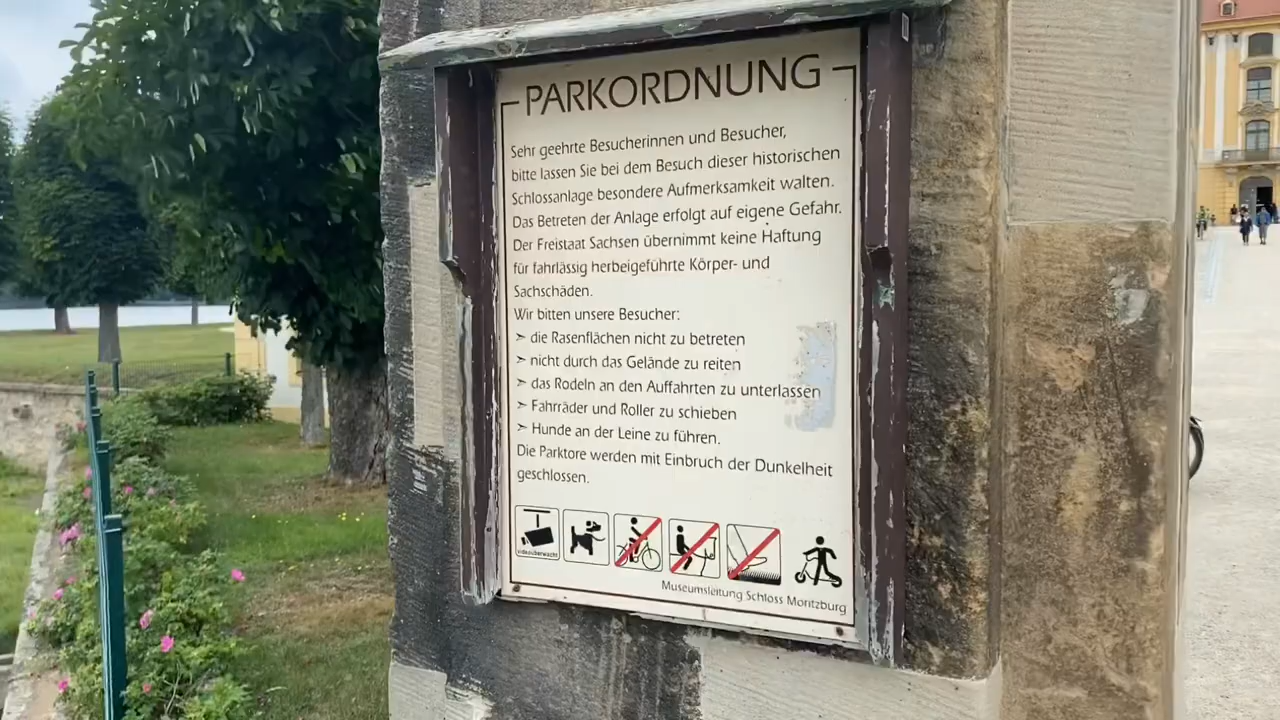 PARKORDNUNG
Sehr geehrte Besucherinnen und Besucher,
bitte lassen Sie bei dem Besuch dieser historischen
Schlossanlage besondere Aufmerksamkeit walten.
Das Betreten der Anlage erfolgt auf eigene Gefahr.
Der Freistaat Sachsen übernimmt keine Haftung
für fahrlässig herbeigeführte Körper- und
Sachschäden.
Wir bitten unsere Besucher:
➣ die Rasenflächen nicht zu betreten
➣ nicht durch das Gelände zu reiten
➣ das Rodeln an den Auffahrten zu unterlassen
➣ Fahrräder und Roller zu schieben
➣ Hunde an der Leine zu führen.
Die Parktore werden mit Einbruch der Dunkelheit
geschlossen.
videoüberwacht
Museumsleitung Schloss Moritzburg